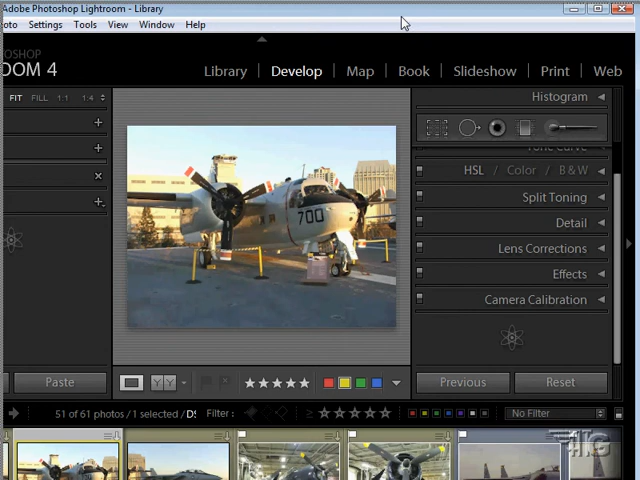 Adobe Photoshop Lightroom - Library
oto Settings Tools View Window Help
OSHOP
OOM 4
Library | Develop | Map | Book | Slideshow | Print | Web
FIT FILL 1:1 1:4
Histogram
Tone Curve
HSL / Color / B & W
Split Toning
Detail
Lens Corrections
Effects
Camera Calibration
700
Y Y
Paste
Previous
Reset
51 of 61 photos / 1 selected / D
Filter :
No Filter